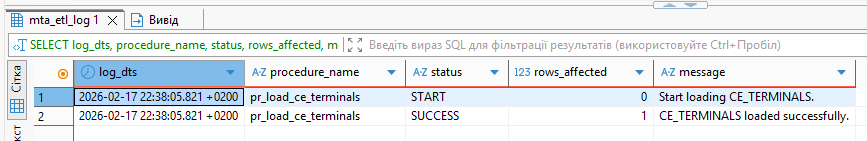 mta_etl_log 1 Вивід
SELECT log_dts, procedure_name, status, rows_affected, m Введіть вираз SQL для фільтрації результатів (використовуйте Ctrl+Пробіл)
Сітка
log_dts A-Z procedure_name A-Z status 123 rows_affected A-Z message
1 2026-02-17 22:38:05.821 +0200 pr_load_ce_terminals START 0 Start loading CE_TERMINALS.
2 2026-02-17 22:38:05.821 +0200 pr_load_ce_terminals SUCCESS 1 CE_TERMINALS loaded successfully.
кст